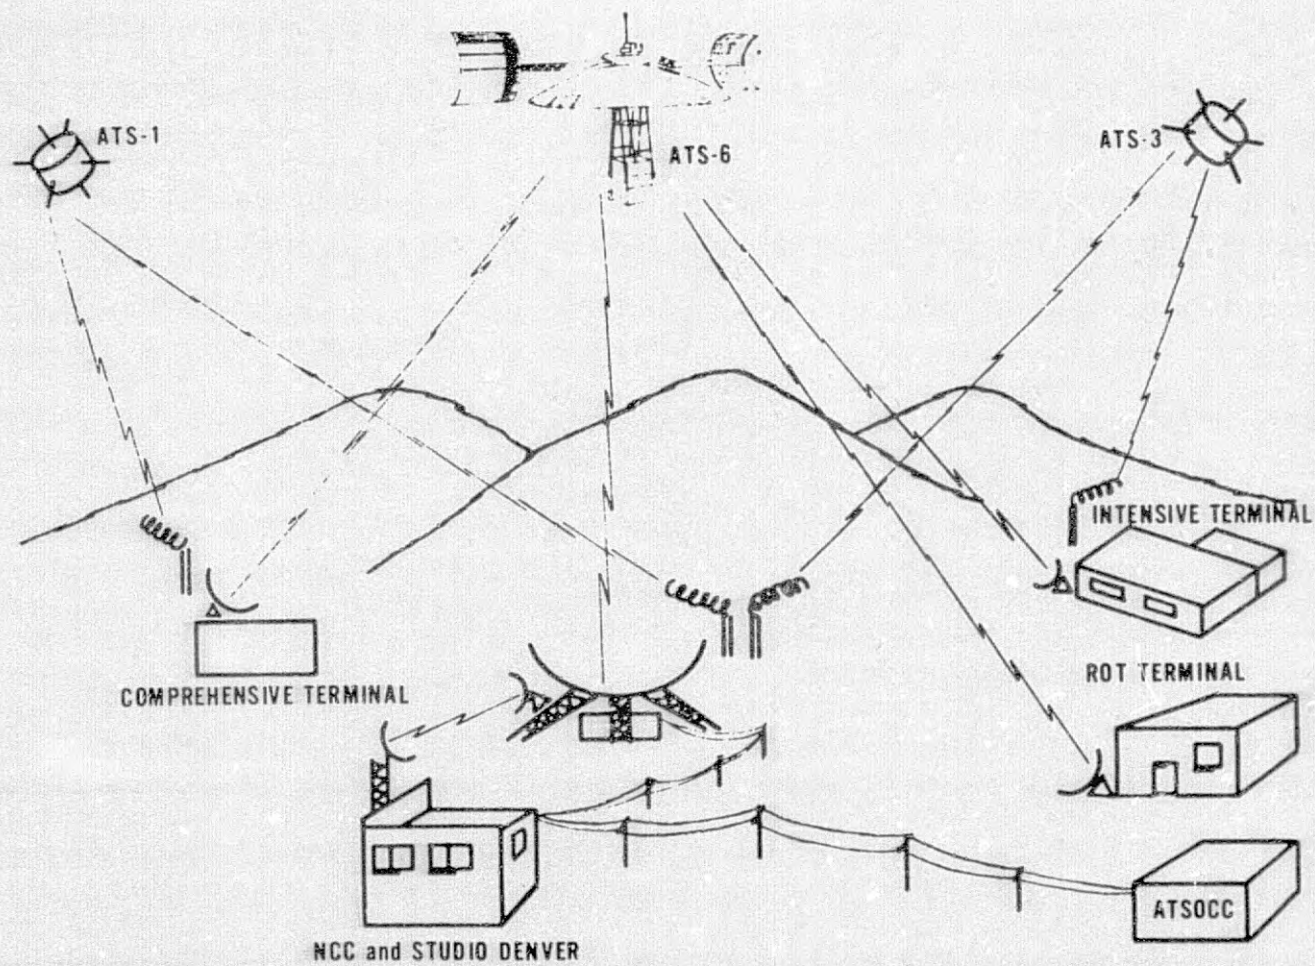 ATS-1
ATS-6
ATS-3
INTENSIVE TERMINAL
COMPREHENSIVE TERMINAL
ROT TERMINAL
ATSOCC
NCC and STUDIO DENVER